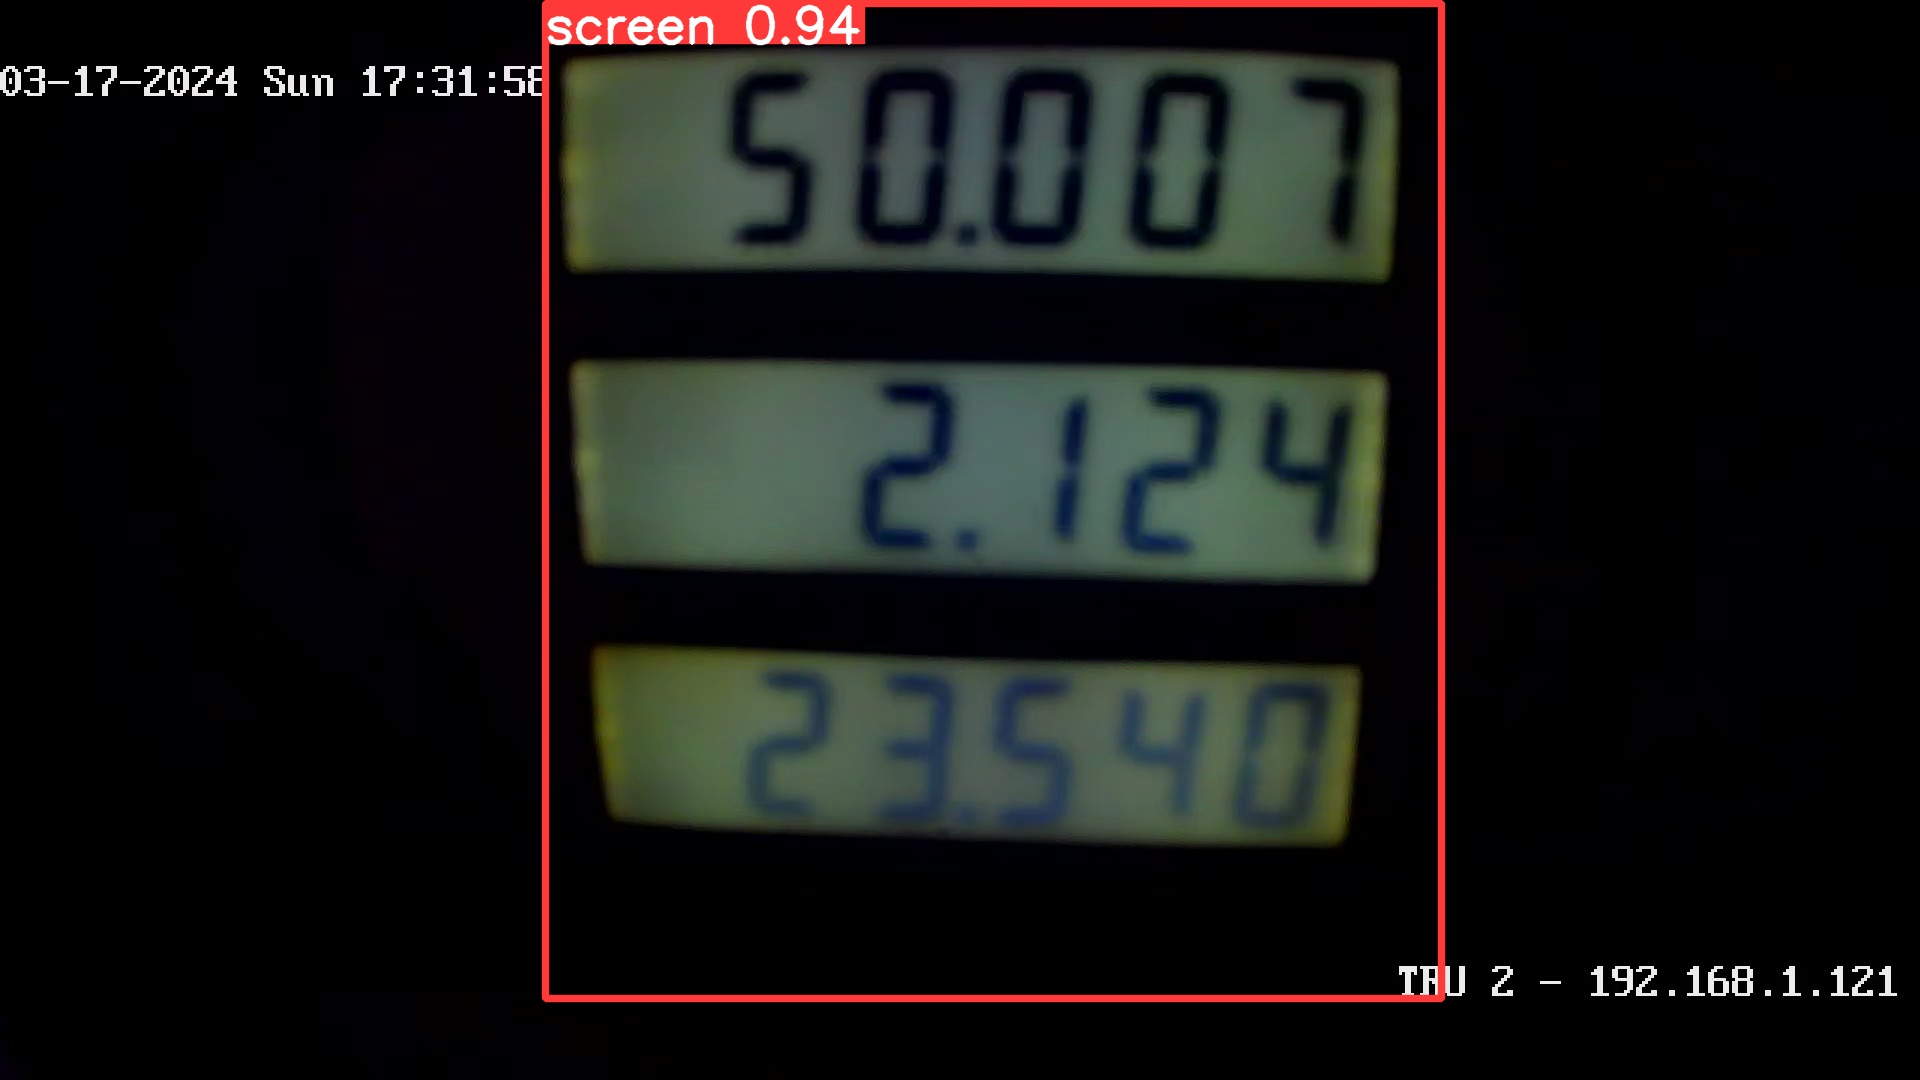 screen 0.94
03-17-2024 Sun 17:31:58
50.007
2.124
23.540
TRU 2 - 192.168.1.121